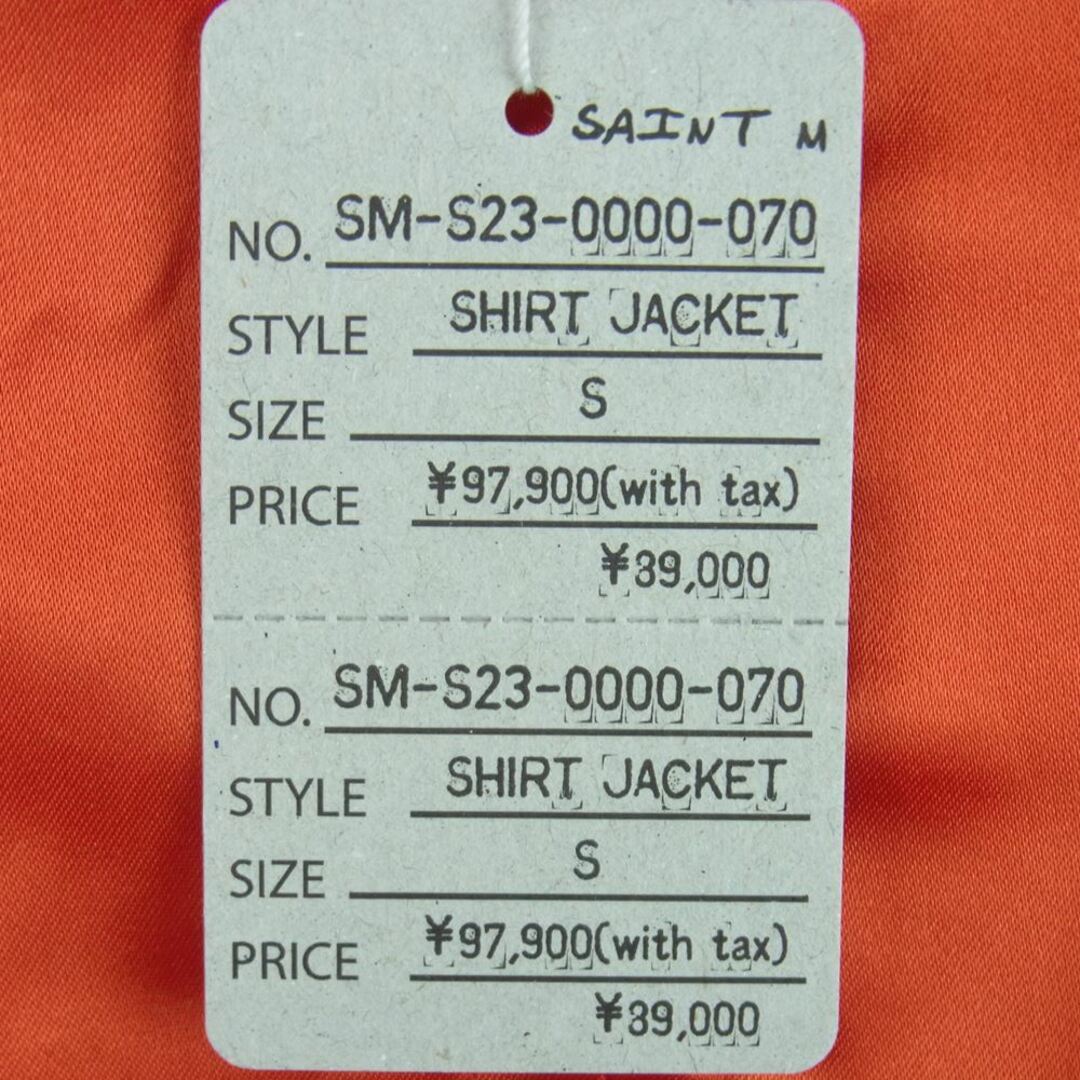 SAINT M
NO. SM-S23-0000-070
STYLE SHIRT JACKET
SIZE S
PRICE ¥97,900(with tax)
¥89,000
NO. SM-S23-0000-070
STYLE SHIRT JACKET
SIZE S
PRICE ¥97,900(with tax)
¥89,000